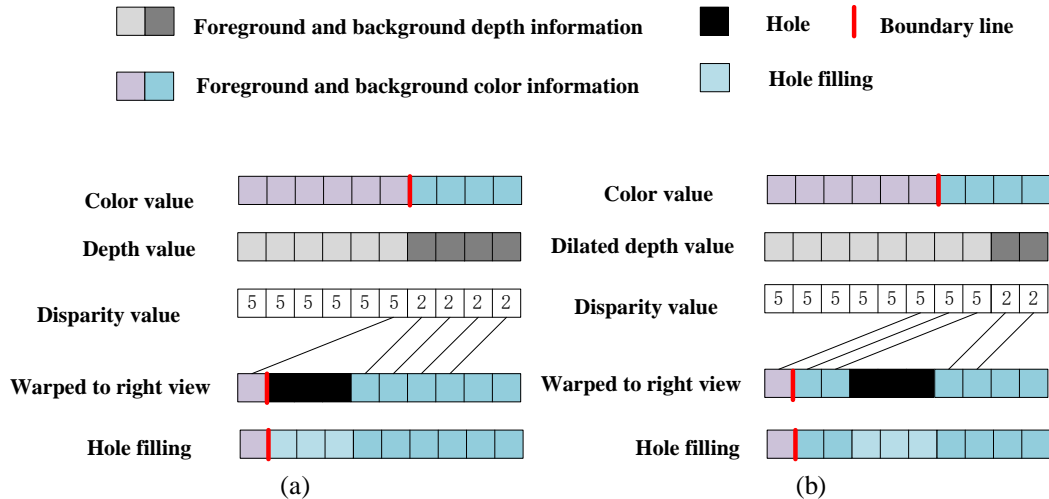 Foreground and background depth information
Hole
Boundary line
Foreground and background color information
Hole filling
Color value
Depth value
Disparity value
5 5 5 5 5 5 2 2 2 2
Warped to right view
Hole filling
(a)
Color value
Dilated depth value
Disparity value
5 5 5 5 5 5 5 5 2 2
Warped to right view
Hole filling
(b)